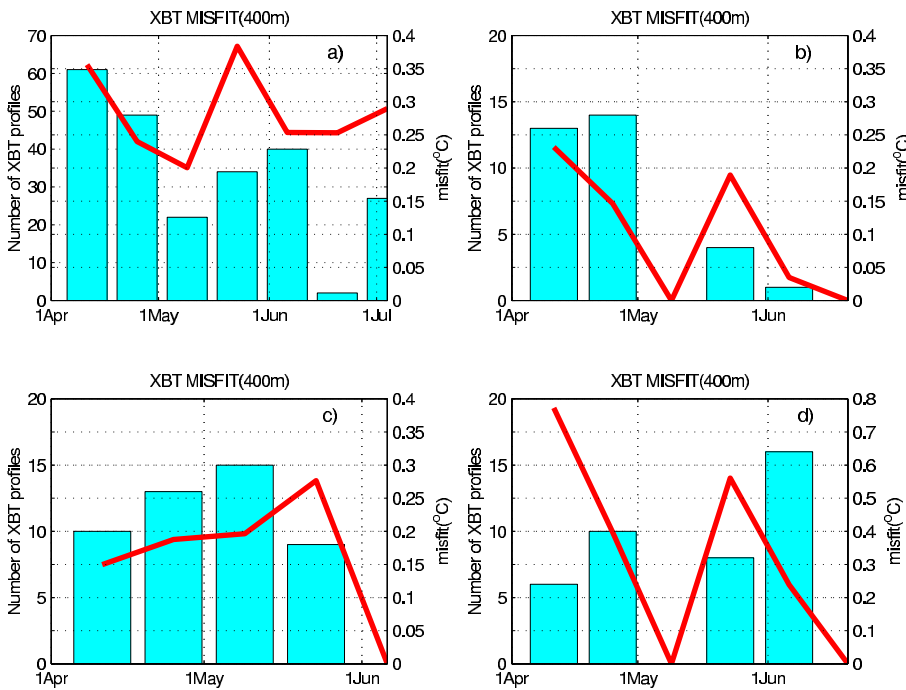 XBT MISFIT(400m)
a)
Number of XBT profiles
70
60
50
40
30
20
10
0
0.4
0.35
0.3
0.25
0.2
0.15
0.1
0.05
0
misfit(°C)
1Apr 1May 1Jun 1Jul
XBT MISFIT(400m)
b)
Number of XBT profiles
20
15
10
5
0
0.4
0.35
0.3
0.25
0.2
0.15
0.1
0.05
0
misfit(°C)
1Apr 1May 1Jun
XBT MISFIT(400m)
c)
Number of XBT profiles
20
15
10
5
0
0.4
0.35
0.3
0.25
0.2
0.15
0.1
0.05
0
misfit(°C)
1Apr 1May 1Jun
XBT MISFIT(400m)
d)
Number of XBT profiles
20
15
10
5
0
0.8
0.7
0.6
0.5
0.4
0.3
0.2
0.1
0
misfit(°C)
1Apr 1May 1Jun